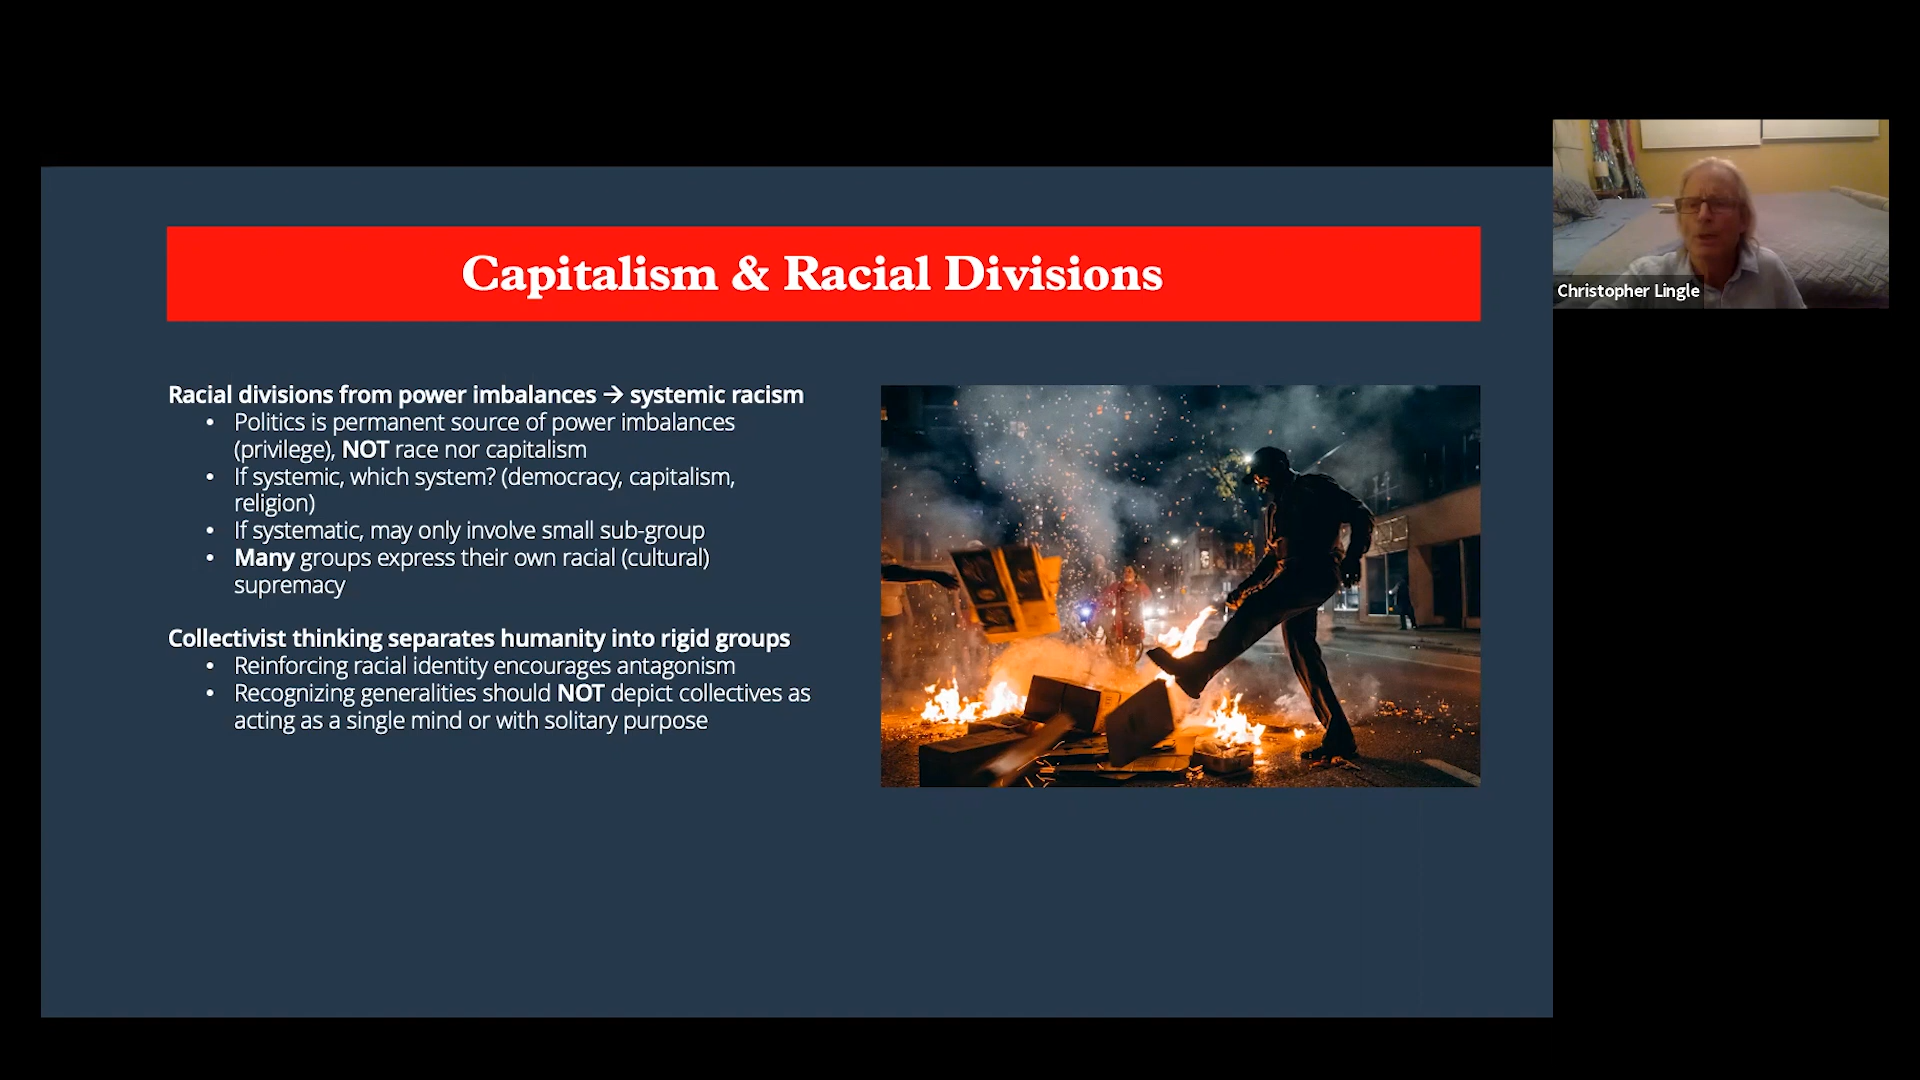 Capitalism & Racial Divisions
Christopher Lingle
Racial divisions from power imbalances → systemic racism
• Politics is permanent source of power imbalances
(privilege), NOT race nor capitalism
• If systemic, which system? (democracy, capitalism,
religion)
• If systematic, may only involve small sub-group
• Many groups express their own racial (cultural)
supremacy
Collectivist thinking separates humanity into rigid groups
• Reinforcing racial identity encourages antagonism
• Recognizing generalities should NOT depict collectives as
acting as a single mind or with solitary purpose